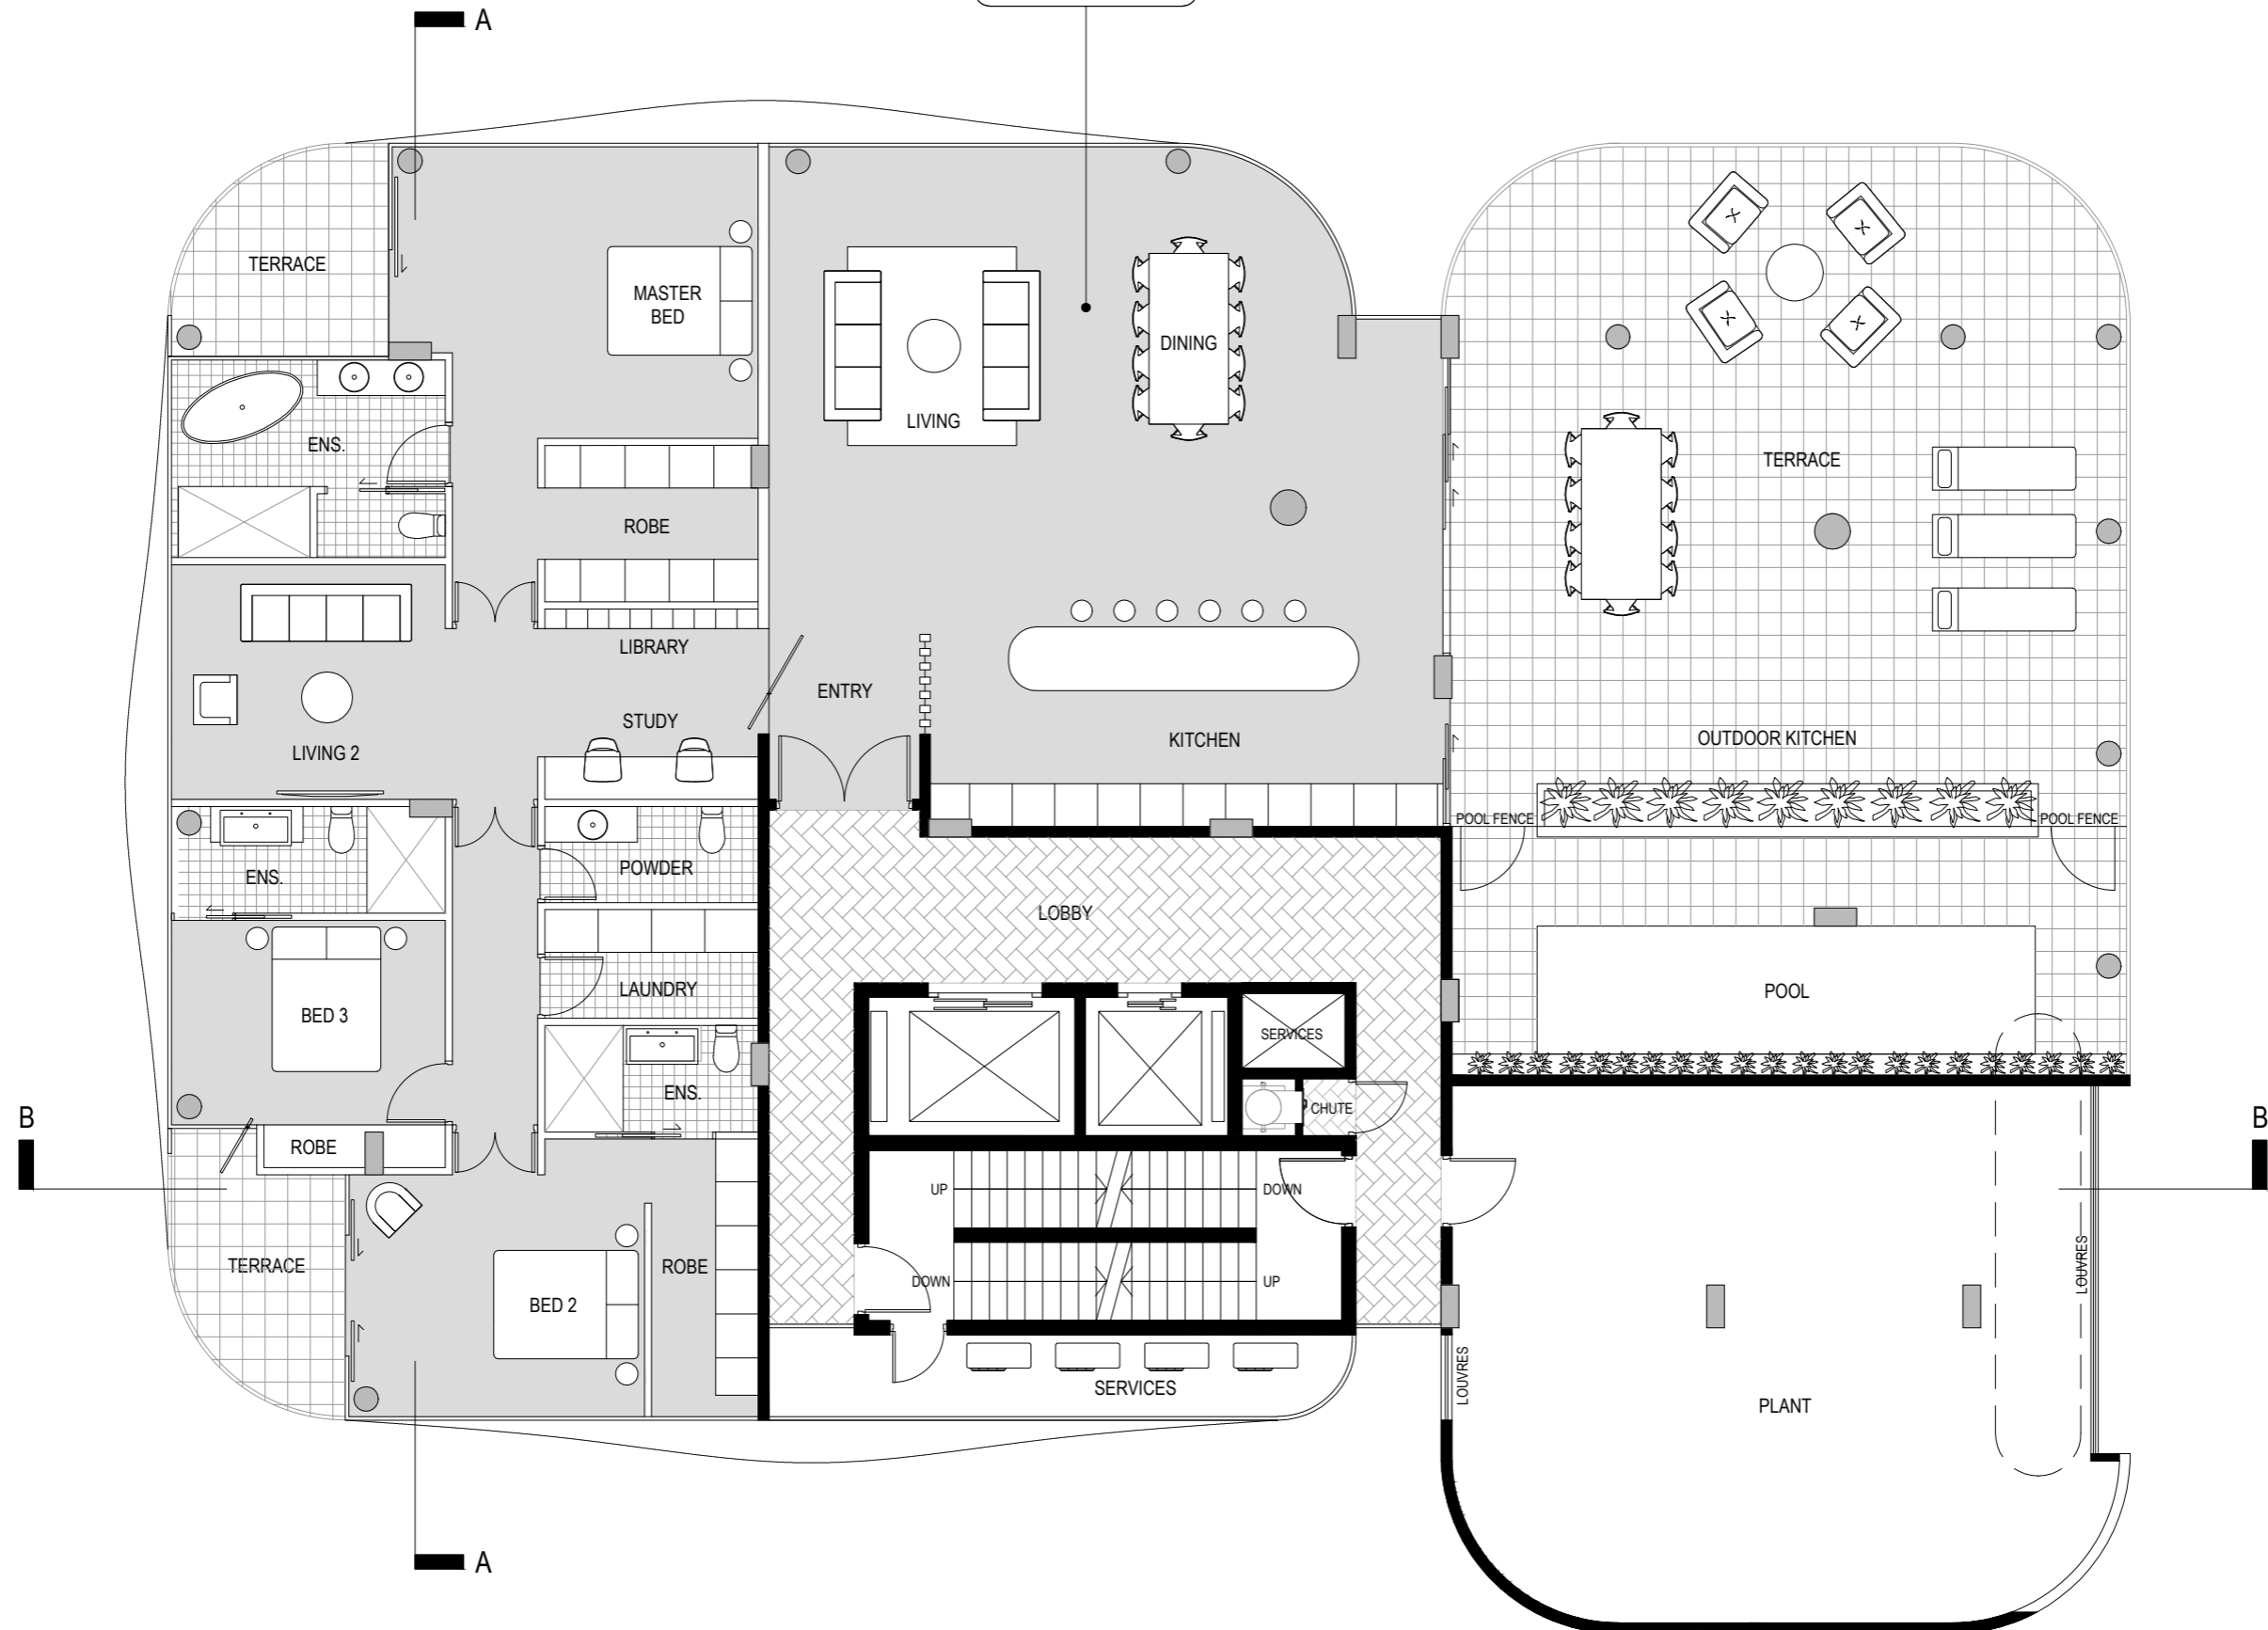 A
TERRACE
MASTER
BED
LIVING
DINING
ENS.
ROBE
TERRACE
LIBRARY
ENTRY
STUDY
LIVING 2
KITCHEN
OUTDOOR KITCHEN
POOL FENCE
POOL FENCE
POWDER
ENS.
LOBBY
LAUNDRY
POOL
BED 3
SERVICES
ENS.
CHUTE
B
B
ROBE
UP
DOWN
TERRACE
ROBE
DOWN
UP
LOUVRES
BED 2
LOUVRES
SERVICES
PLANT
A